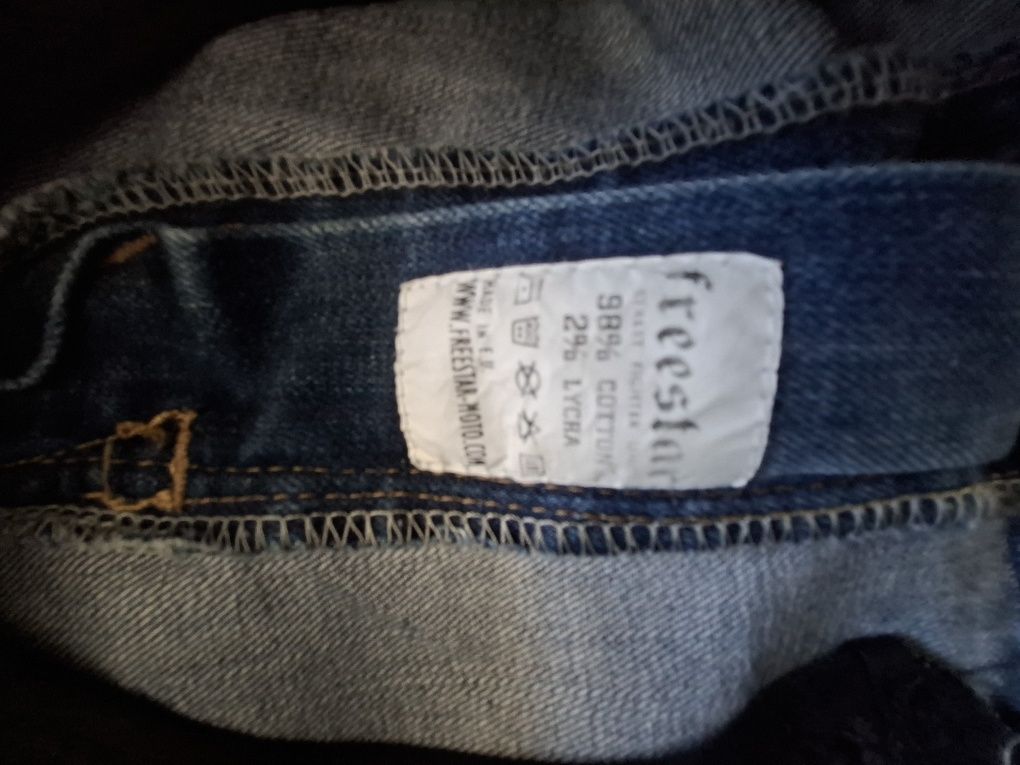 freestar
98% COTTON
2% LYCRA
MADE IN E.U.
WWW.FREESTAR-MOTO.COM